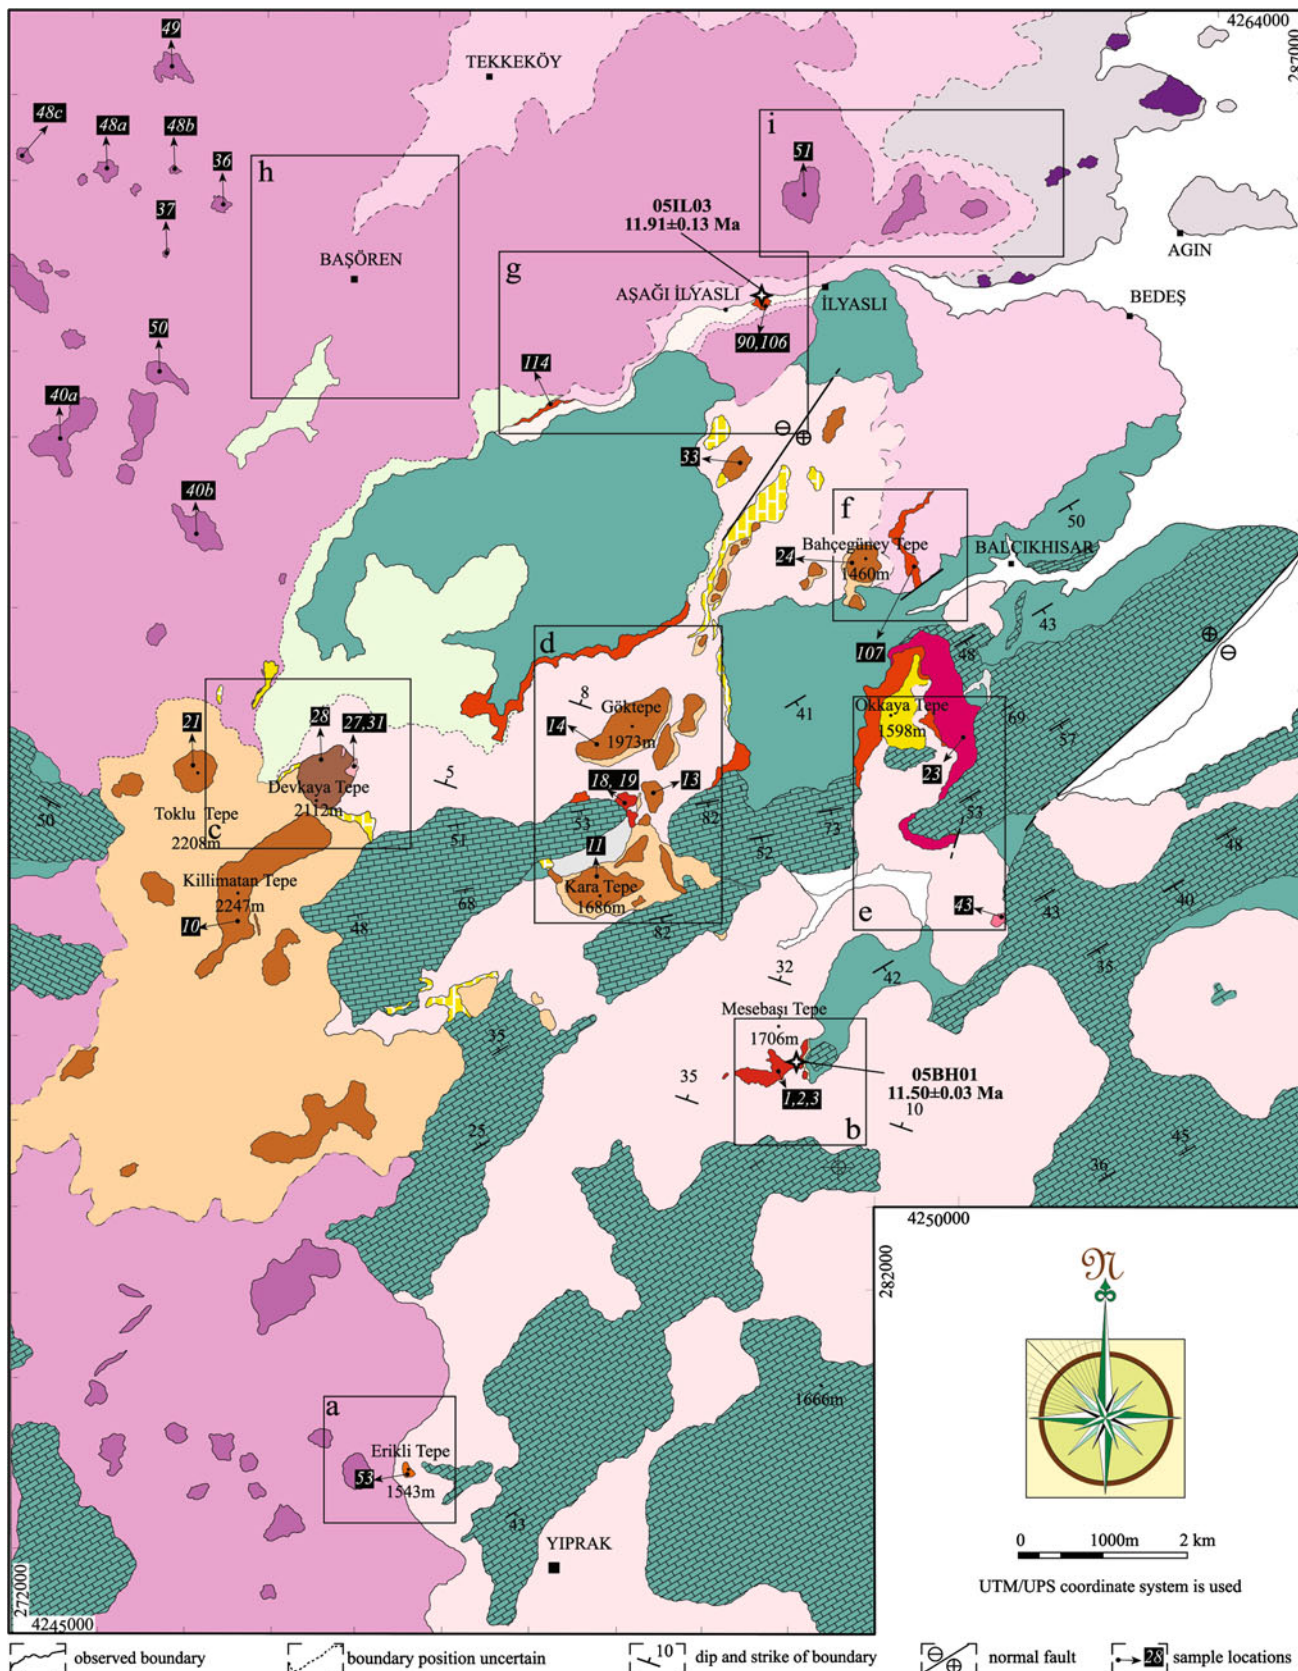 4264000
287000
49
TEKKEKÖY
48c
48a
48b
36
h
i
51
37
05IL03
11.91±0.13 Ma
AGIN
BAŞÖREN
g
AŞAĞI İLYASLI
İLYASLI
BEDEŞ
50
90,106
114
40a
33
40b
f
50
Bahçegüney Tepe
24
1460m
BALÇIKHISAR
43
d
107
48
21
28
27,31
8
Göktepe
14
1973m
41
Okkaya Tepe
1598m
69
57
5
18, 19
13
23
Devkaya Tepe
2112m
50
Toklu Tepe
2208m
c
51
53
82
73
53
52
48
11
Killimatan Tepe
2247m
68
Kara Tepe
1686m
40
10
48
82
43
43
e
35
32
42
Mesebaşı Tepe
1706m
35
35
05BH01
11.50±0.03 Ma
1,2,3
10
b
25
45
36
4250000
282000
N
1666m
a
Erikli Tepe
53
1543m
43
YIPRAK
0 1000m 2 km
UTM/UPS coordinate system is used
272000
4245000
observed boundary
boundary position uncertain
10
dip and strike of boundary
normal fault
28
sample locations